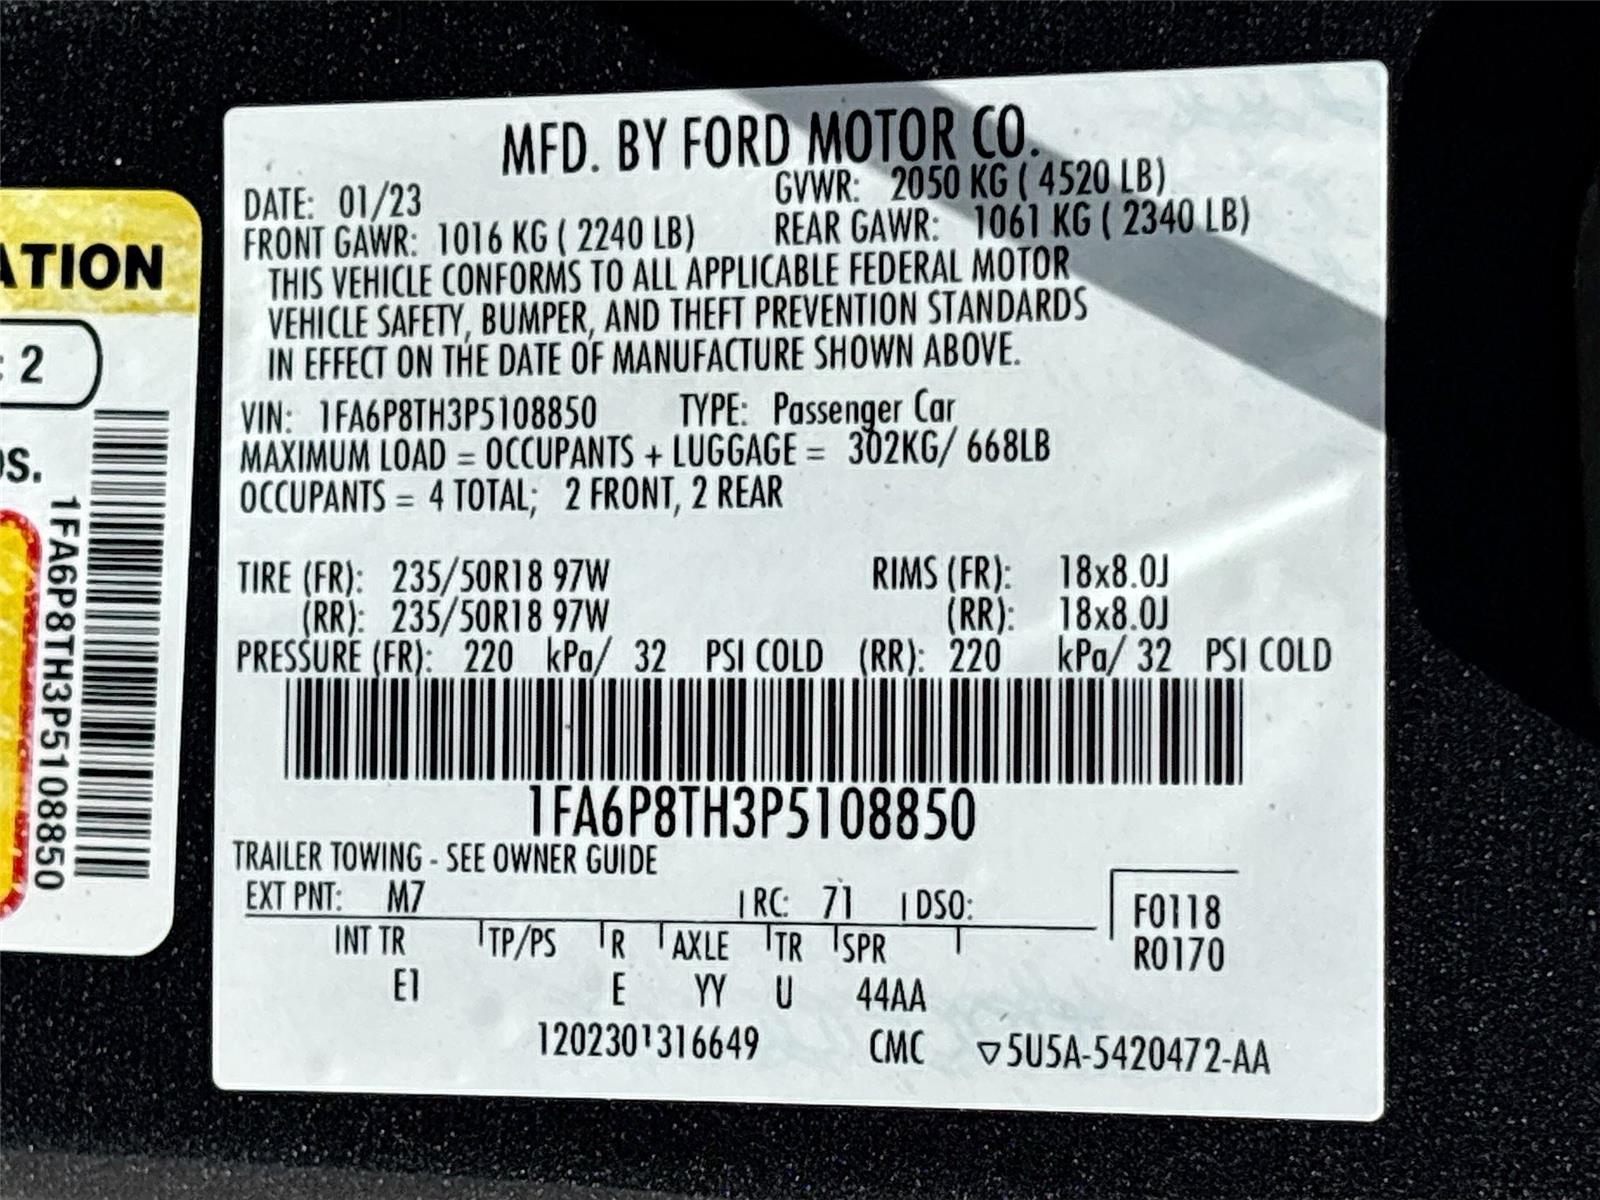 MFD. BY FORD MOTOR CO.
DATE: 01/23
GVWR: 2050 KG ( 4520 LB)
FRONT GAWR: 1016 KG ( 2240 LB)
REAR GAWR: 1061 KG ( 2340 LB)
THIS VEHICLE CONFORMS TO ALL APPLICABLE FEDERAL MOTOR
VEHICLE SAFETY, BUMPER, AND THEFT PREVENTION STANDARDS
IN EFFECT ON THE DATE OF MANUFACTURE SHOWN ABOVE.
VIN: 1FA6P8TH3P5108850 TYPE: Passenger Car
MAXIMUM LOAD = OCCUPANTS + LUGGAGE = 302KG/ 668LB
OCCUPANTS = 4 TOTAL; 2 FRONT, 2 REAR
TIRE (FR): 235/50R18 97W RIMS (FR): 18x8.0J
(RR): 235/50R18 97W (RR): 18x8.0J
PRESSURE (FR): 220 kPa/ 32 PSI COLD (RR): 220 kPa/ 32 PSI COLD
1FA6P8TH3P5108850
TRAILER TOWING - SEE OWNER GUIDE
EXT PNT: M7 RC: 71 DSO:
F0118
R0170
INT TR TP/PS R AXLE TR SPR
E1 E YY U 44AA
1202301316649 CMC ▽5U5A-5420472-AA
ATION
: 2
OS.
1FA6P8TH3P5108850